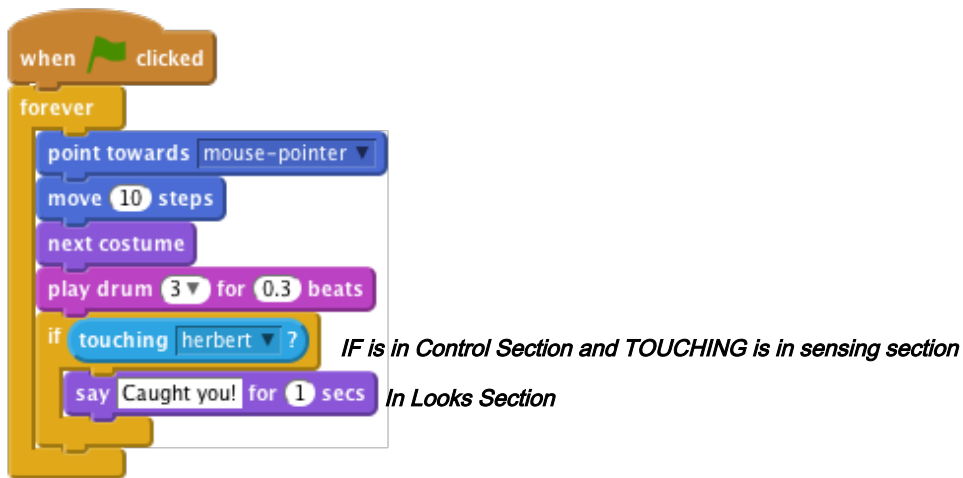 when clicked
forever
point towards mouse-pointer
move 10 steps
next costume
play drum 3 for 0.3 beats
if touching herbert ? IF is in Control Section and TOUCHING is in sensing section
say Caught you! for 1 secs In Looks Section